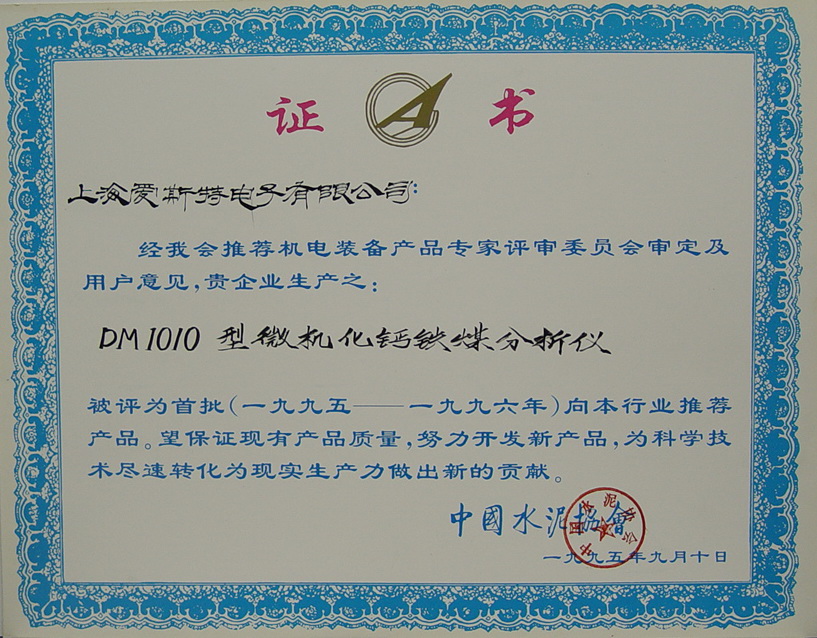 证 书
上海爱斯特电子有限公司:
经我会推荐机电装备产品专家评审委员会审定及
用户意见,贵企业生产之:
DM1010 型微机化钙铁煤分析仪
被评为首批(一九九五——一九九六年)向本行业推荐
产品。望保证现有产品质量,努力开发新产品,为科学技
术尽速转化为现实生产力做出新的贡献。
中國水泥协會
中国水泥协会
一九九五年九月十日